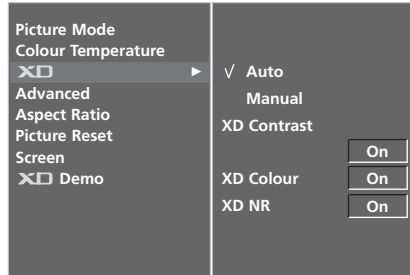 Picture Mode
Colour Temperature
XD ►
Advanced
Aspect Ratio
Picture Reset
Screen
XD Demo
√ Auto
Manual
XD Contrast
On
XD Colour On
XD NR On